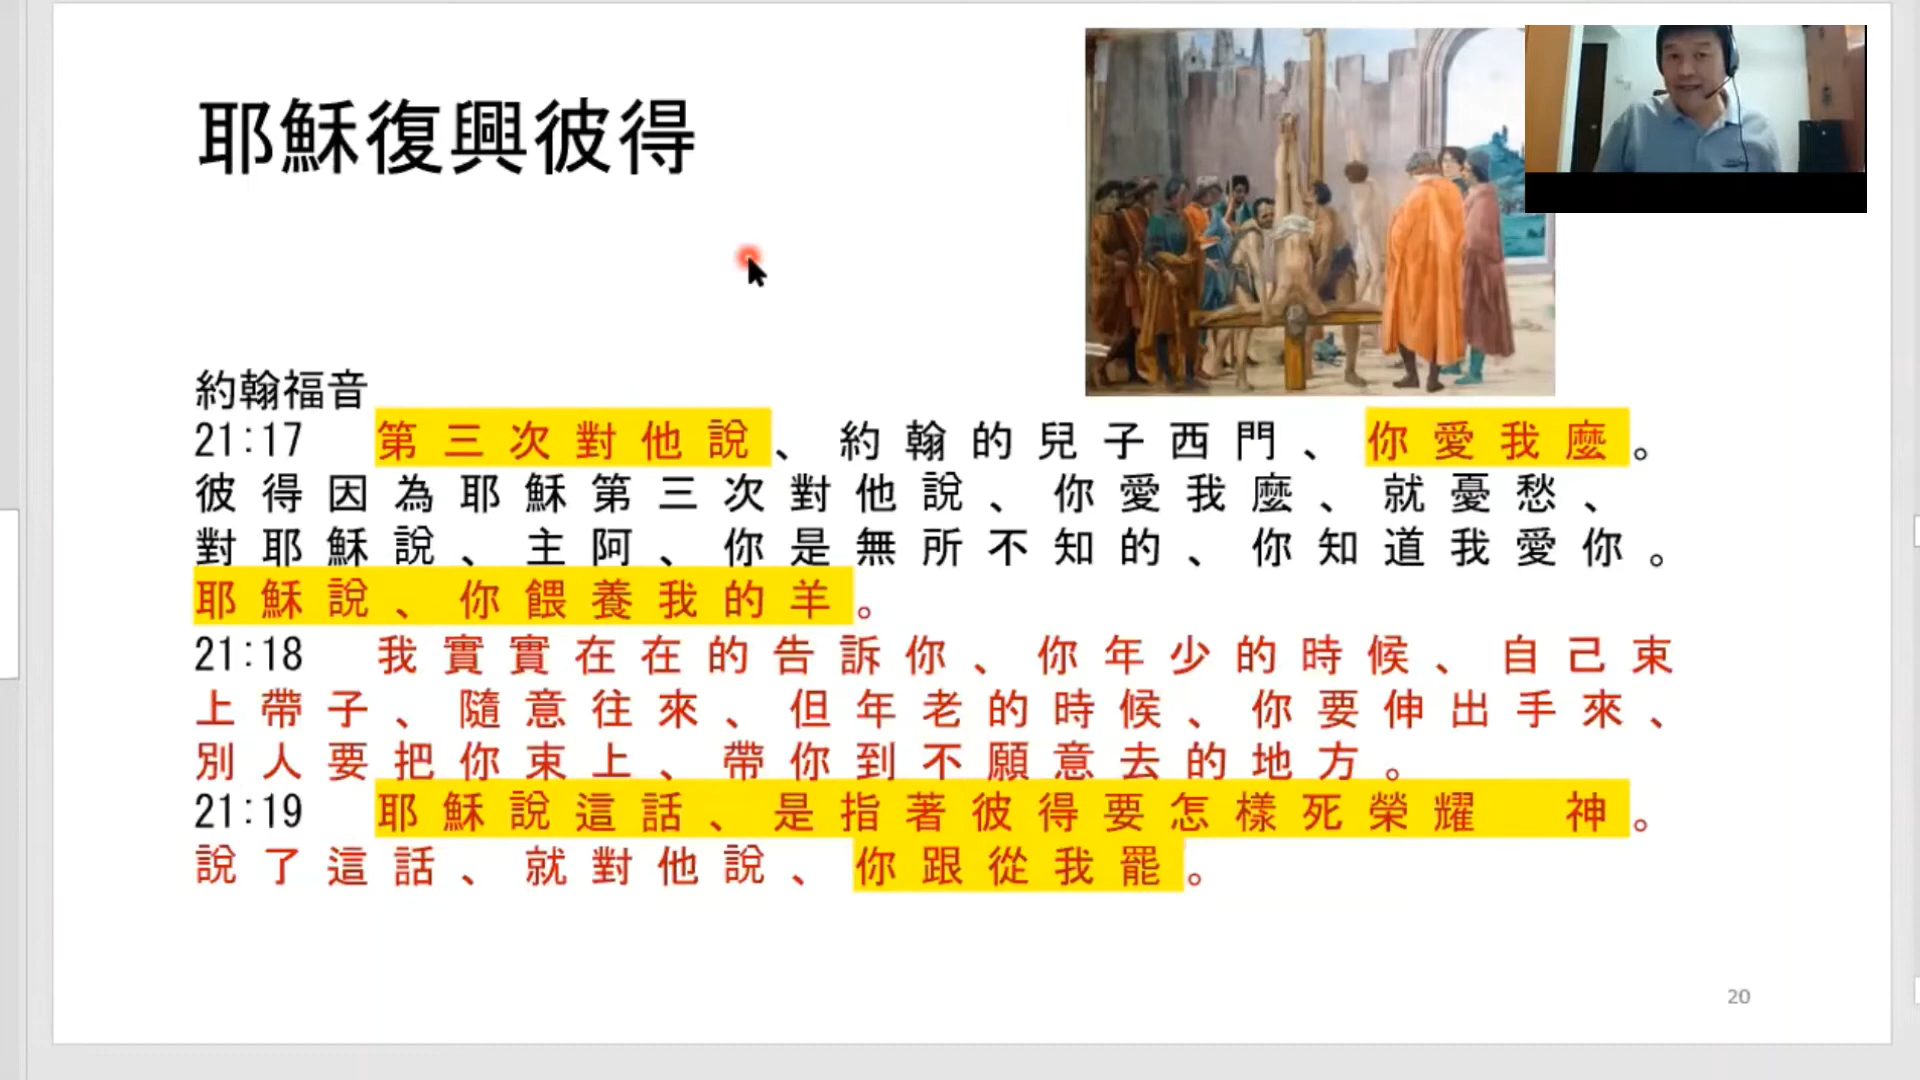 耶穌復興彼得
約翰福音
21:17 第三次對他說、約翰的兒子西門、你愛我麼。
彼得因為耶穌第三次對他說、你愛我麼、就憂愁、
對耶穌說、主阿、你是無所不知的、你知道我愛你。
耶穌說、你餵養我的羊。
21:18 我實實在在的告訴你、你年少的時候、自己束
上帶子、隨意往來、但年老的時候、你要伸出手來、
別人要把你束上、帶你到不願意去的地方。
21:19 耶穌說這話、是指著彼得要怎樣死榮耀 神。
說了這話、就對他說、你跟從我罷。
20